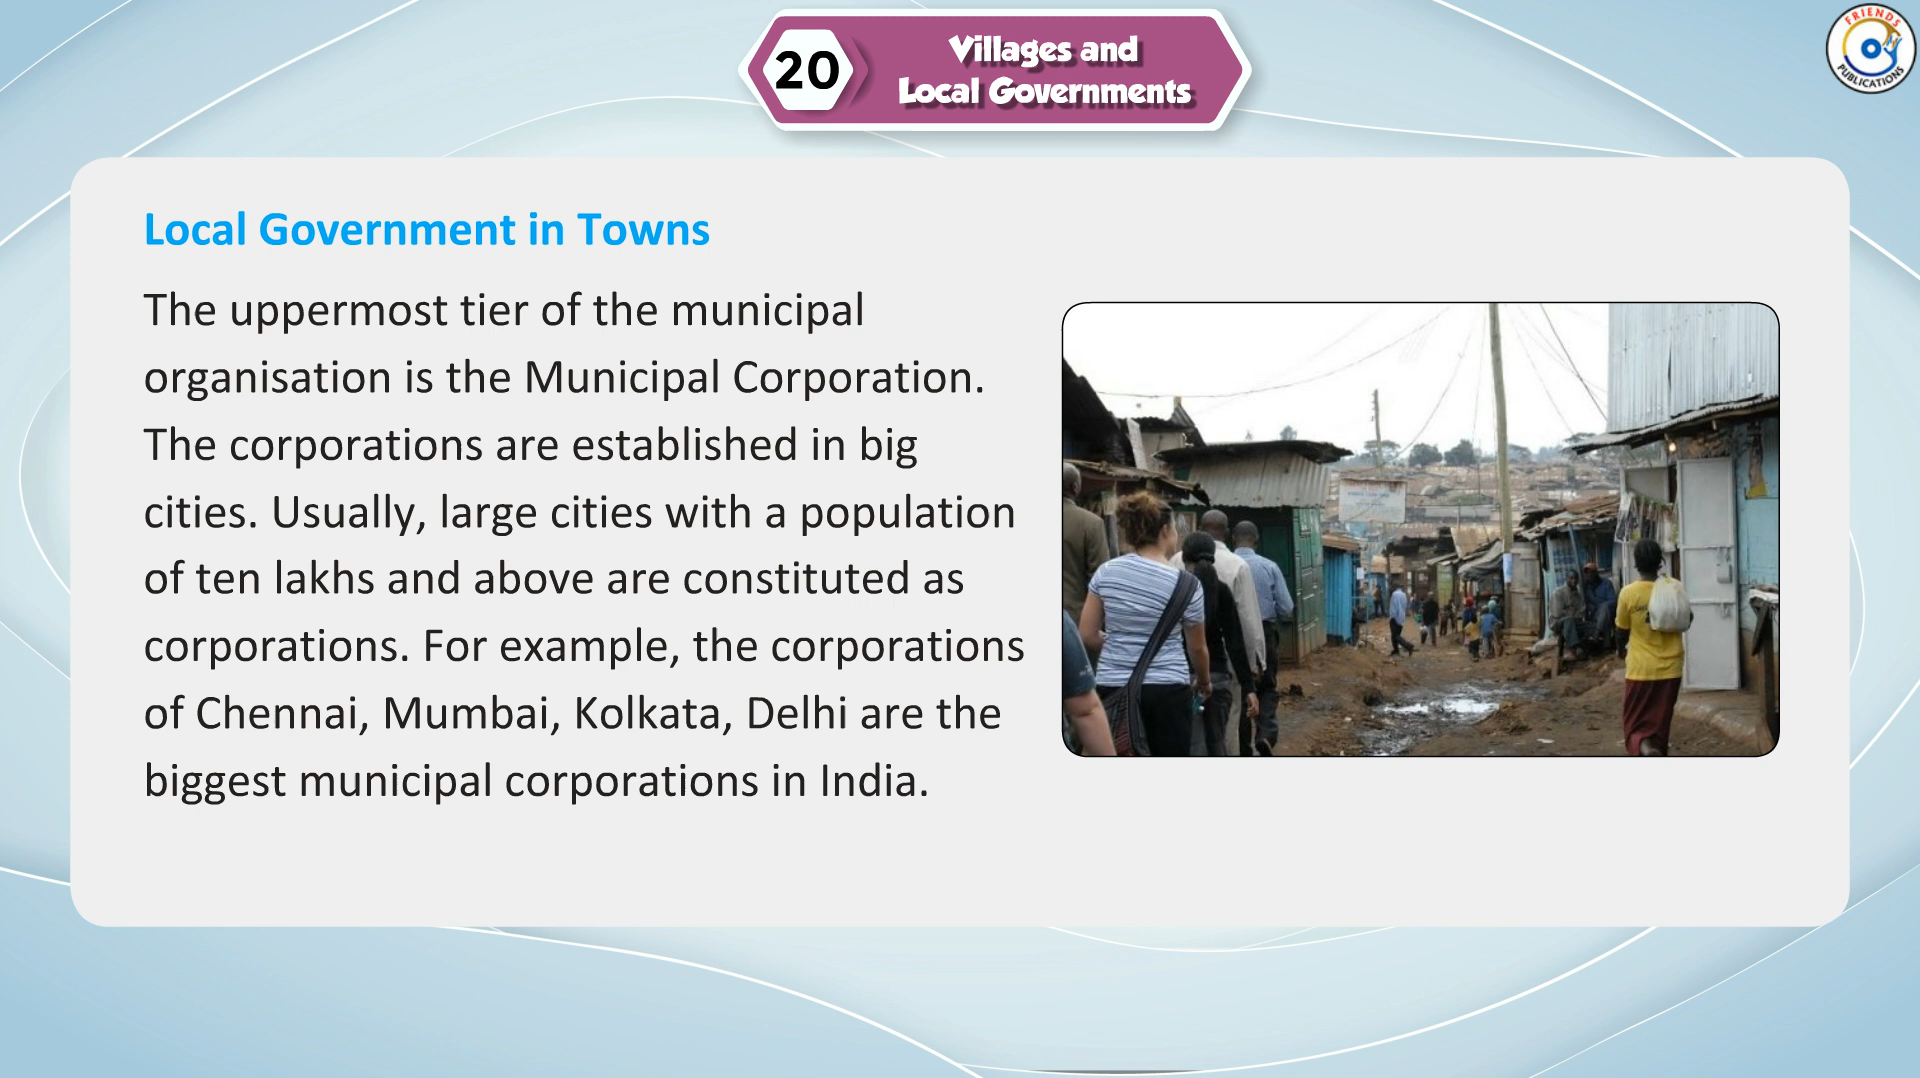 20
Villages and
Local Governments
FRIENDS
PUBLICATIONS
Local Government in Towns
The uppermost tier of the municipal
organisation is the Municipal Corporation.
The corporations are established in big
cities. Usually, large cities with a population
of ten lakhs and above are constituted as
corporations. For example, the corporations
of Chennai, Mumbai, Kolkata, Delhi are the
biggest municipal corporations in India.